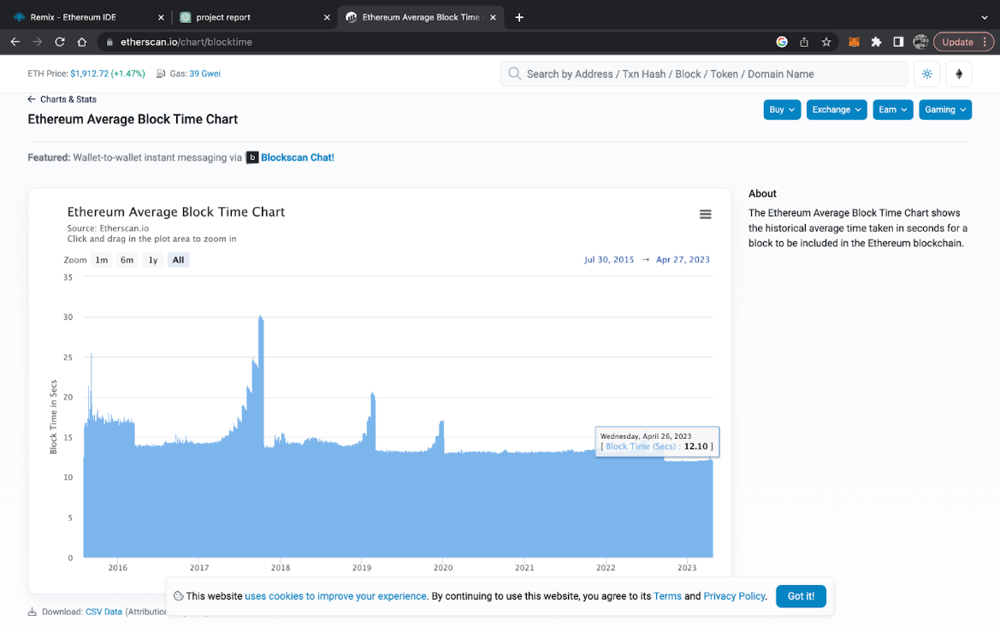 Remix - Ethereum IDE
project report
Ethereum Average Block Time
etherscan.io/chart/blocktime
Update
ETH Price: $1,912.72 (+1.47%)
Gas: 39 Gwei
Search by Address / Txn Hash / Block / Token / Domain Name
Charts & Stats
Ethereum Average Block Time Chart
Buy
Exchange
Earn
Gaming
Featured: Wallet-to-wallet instant messaging via b Blockscan Chat!
Ethereum Average Block Time Chart
Source: Etherscan.io
Click and drag in the plot area to zoom in
Zoom 1m 6m 1y All
Jul 30, 2015 → Apr 27, 2023
35
30
25
20
15
10
5
0
Block Time in Secs
Wednesday, April 26, 2023
[ Block Time (Secs) : 12.10 ]
2016 2017 2018 2019 2020 2021 2022 2023
About
The Ethereum Average Block Time Chart shows
the historical average time taken in seconds for a
block to be included in the Ethereum blockchain.
This website uses cookies to improve your experience. By continuing to use this website, you agree to its Terms and Privacy Policy.
Got it!
Download: CSV Data (Attribution